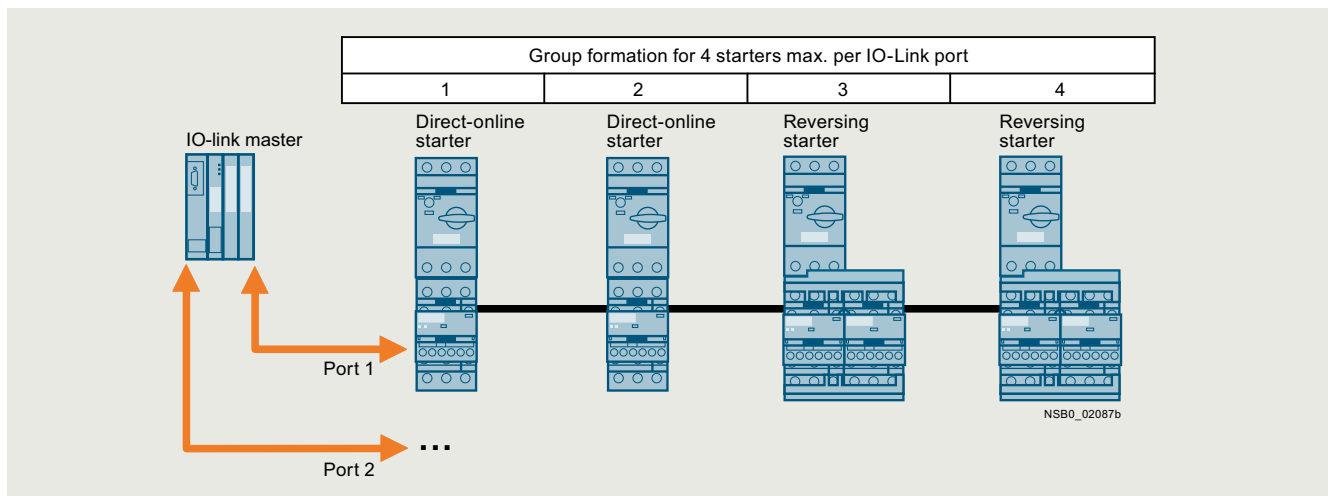 Group formation for 4 starters max. per IO-Link port
1 2 3 4
Direct-online starter
Direct-online starter
Reversing starter
Reversing starter
IO-link master
Port 1
NSB0_02087b
...
Port 2